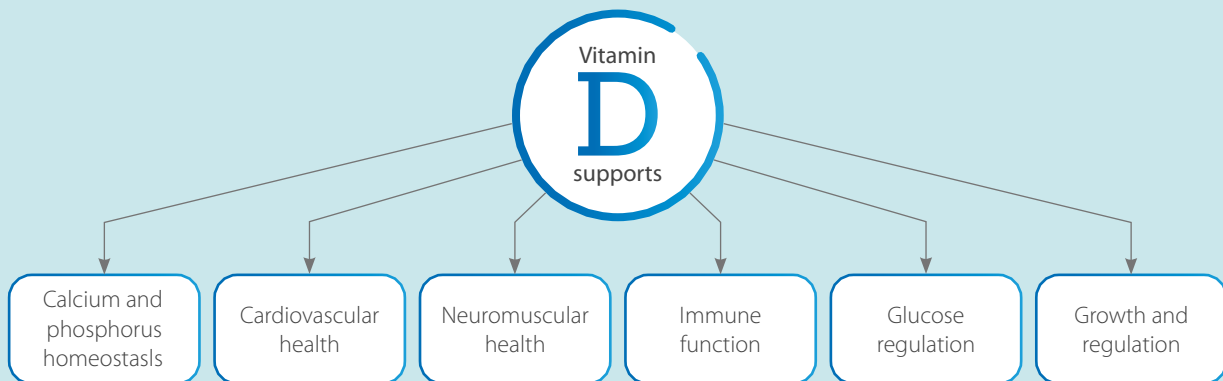 Vitamin
D
supports
Calcium and
phosphorus
homeostasls
Cardiovascular
health
Neuromuscular
health
Immune
function
Glucose
regulation
Growth and
regulation